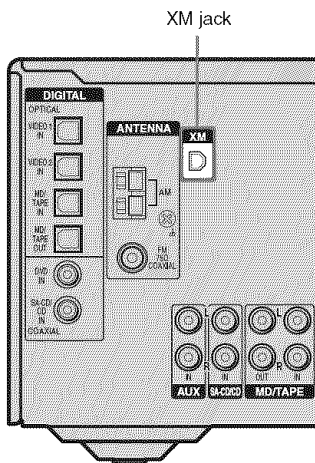 XM jack
DIGITAL
OPTICAL
VIDEO 1
IN
VIDEO 2
IN
MD/
TAPE
IN
MD/
TAPE
OUT
DVD
IN
SA-CD/
CD
IN
COAXIAL
ANTENNA
AM
FM
75Ω
COAXIAL
XM
L
L
R
R
IN
IN
OUT
IN
AUX
SA-CD/CD
MD/TAPE